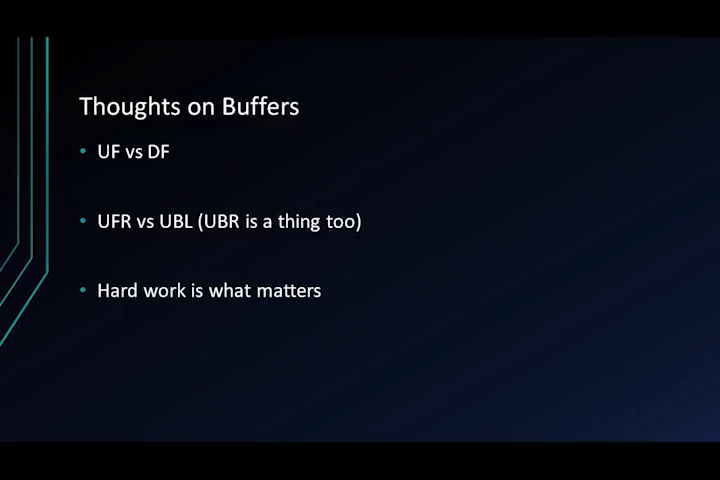 Thoughts on Buffers
• UF vs DF
• UFR vs UBL (UBR is a thing too)
• Hard work is what matters